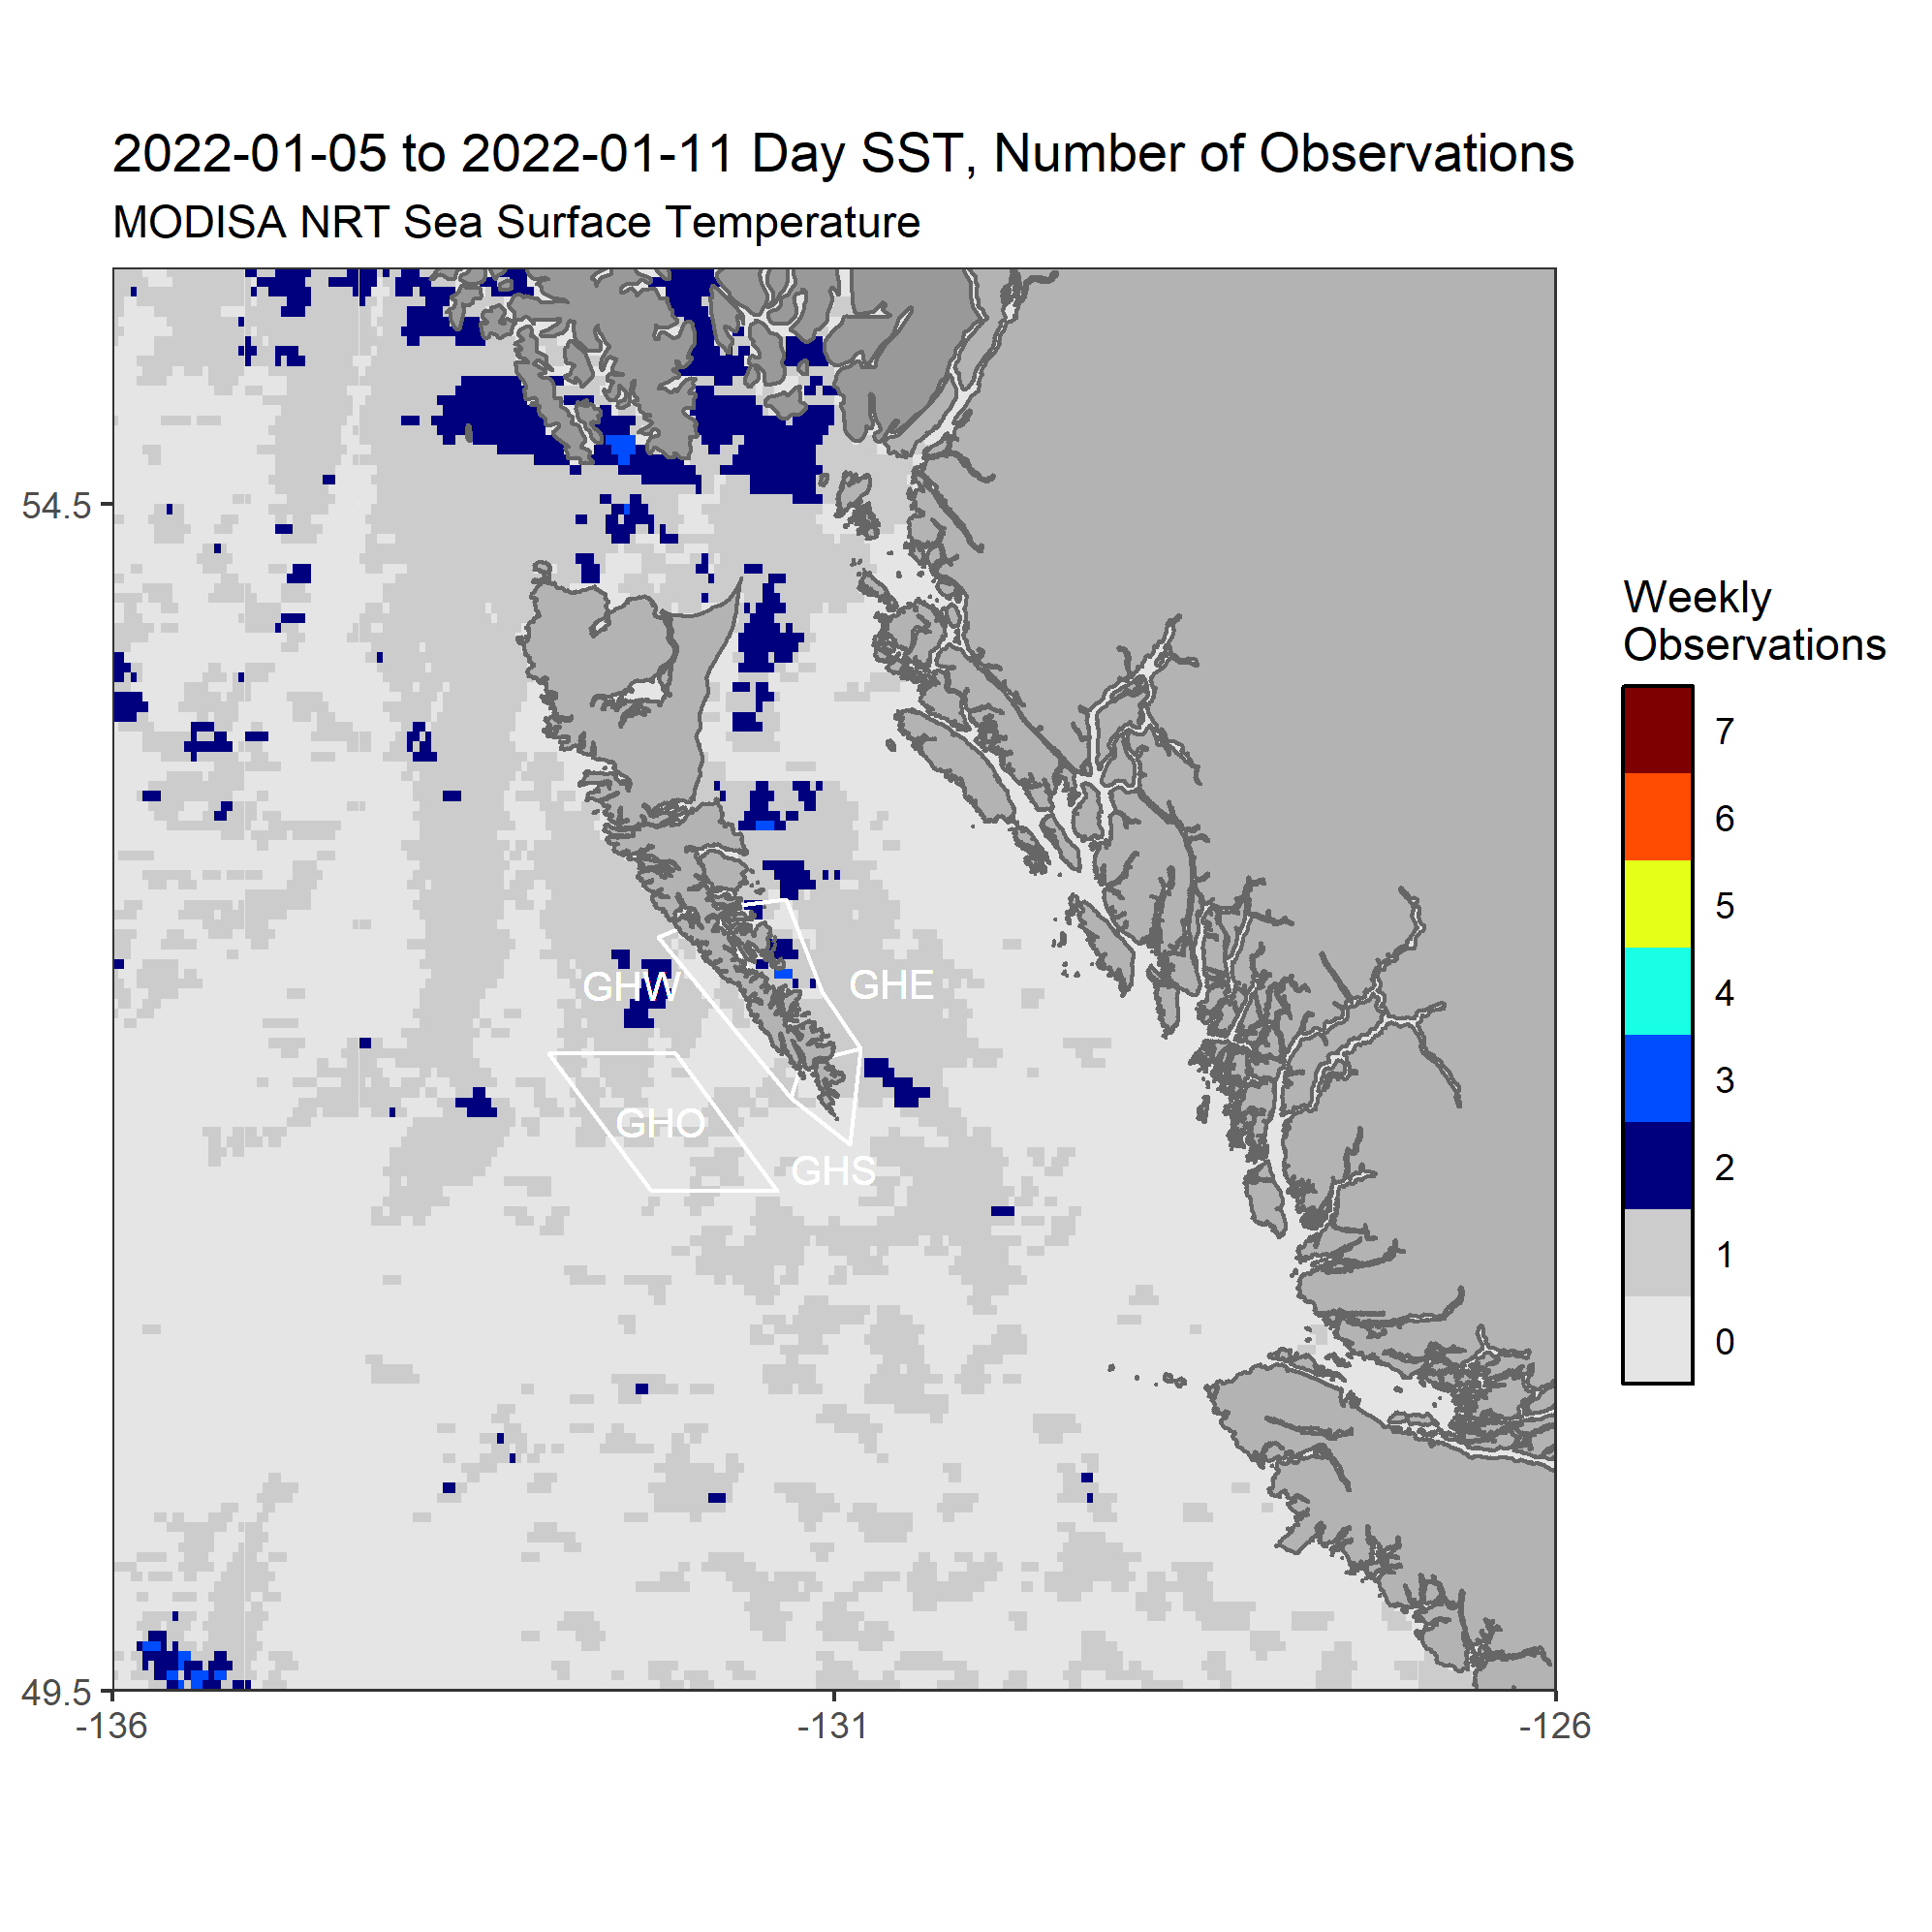 2022-01-05 to 2022-01-11 Day SST, Number of Observations
MODISA NRT Sea Surface Temperature
54.5
49.5
-136
-131
-126
GHW
GHE
GHO
GHS
Weekly
Observations
7
6
5
4
3
2
1
0